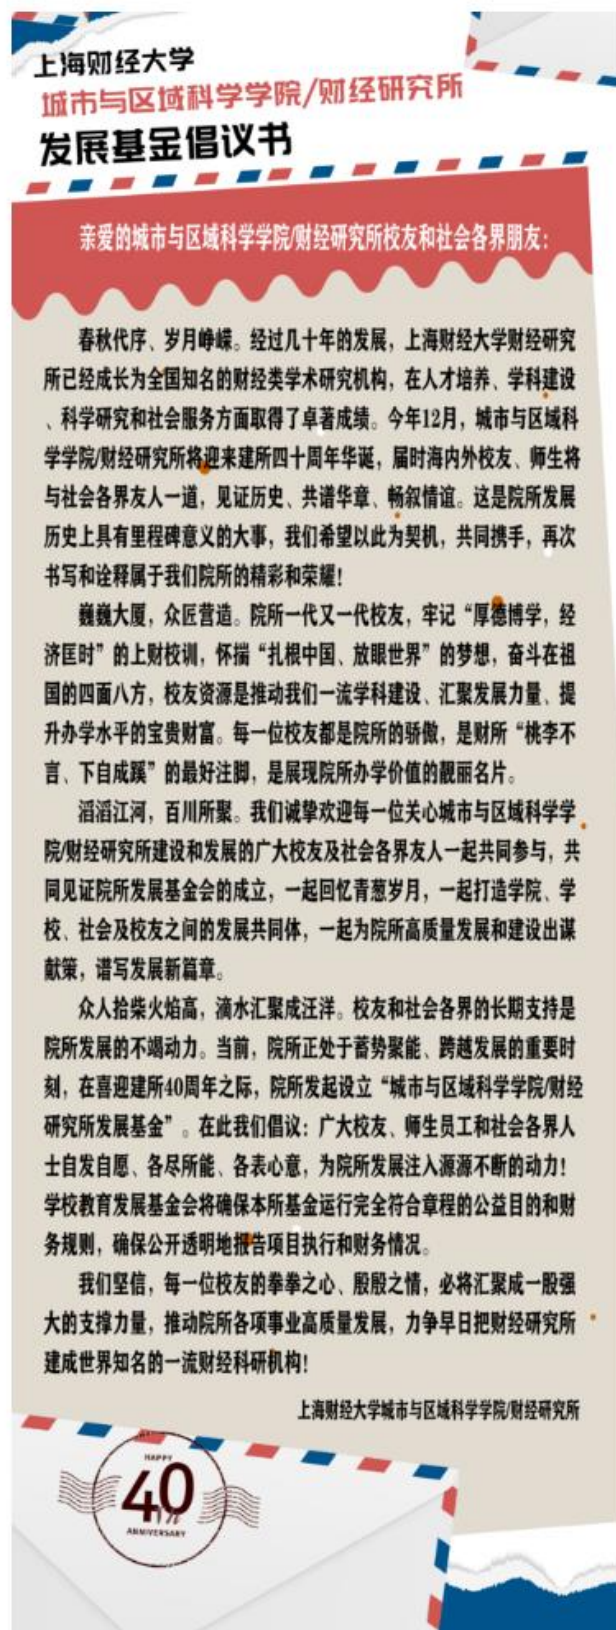 上海财经大学
城市与区域科学学院/财经研究所
发展基金倡议书
亲爱的城市与区域科学学院/财经研究所校友和社会各界朋友：
春秋代序、岁月峥嵘。经过几十年的发展，上海财经大学财经研究
所已经成长为全国知名的财经类学术研究机构，在人才培养、学科建设
、科学研究和社会服务方面取得了卓著成绩。今年12月，城市与区域科
学学院/财经研究所将迎来建所四十周年华诞，届时海内外校友、师生将
与社会各界友人一道，见证历史、共谱华章、畅叙情谊。这是院所发展
历史上具有里程碑意义的大事，我们希望以此为契机，共同携手，再次
书写和诠释属于我们院所的精彩和荣耀！
巍巍大厦，众匠营造。院所一代又一代校友，牢记“厚德博学，经
济匡时”的上财校训，怀揣“扎根中国、放眼世界”的梦想，奋斗在祖
国的四面八方，校友资源是推动我们一流学科建设、汇聚发展力量、提
升办学水平的宝贵财富。每一位校友都是院所的骄傲，是财所“桃李不
言、下自成蹊”的最好注脚，是展现院所办学价值的靓丽名片。
滔滔江河，百川所聚。我们诚挚欢迎每一位关心城市与区域科学学
院/财经研究所建设和发展的广大校友及社会各界友人一起共同参与，共
同见证院所发展基金会的成立，一起回忆青葱岁月，一起打造学院、学
校、社会及校友之间的发展共同体，一起为院所高质量发展和建设出谋
献策，谱写发展新篇章。
众人拾柴火焰高，滴水汇聚成汪洋。校友和社会各界的长期支持是
院所发展的不竭动力。当前，院所正处于蓄势聚能、跨越发展的重要时
刻，在喜迎建所40周年之际，院所发起设立“城市与区域科学学院/财经
研究所发展基金”。在此我们倡议：广大校友、师生员工和社会各界人
士自发自愿、各尽所能、各表心意，为院所发展注入源源不断的动力！
学校教育发展基金会将确保本所基金运行完全符合章程的公益目的和财
务规则，确保公开透明地报告项目执行和财务情况。
我们坚信，每一位校友的拳拳之心、殷殷之情，必将汇聚成一股强
大的支撑力量，推动院所各项事业高质量发展，力争早日把财经研究所
建成世界知名的一流财经科研机构！
上海财经大学城市与区域科学学院/财经研究所
HAPPY
40th
ANNIVERSARY